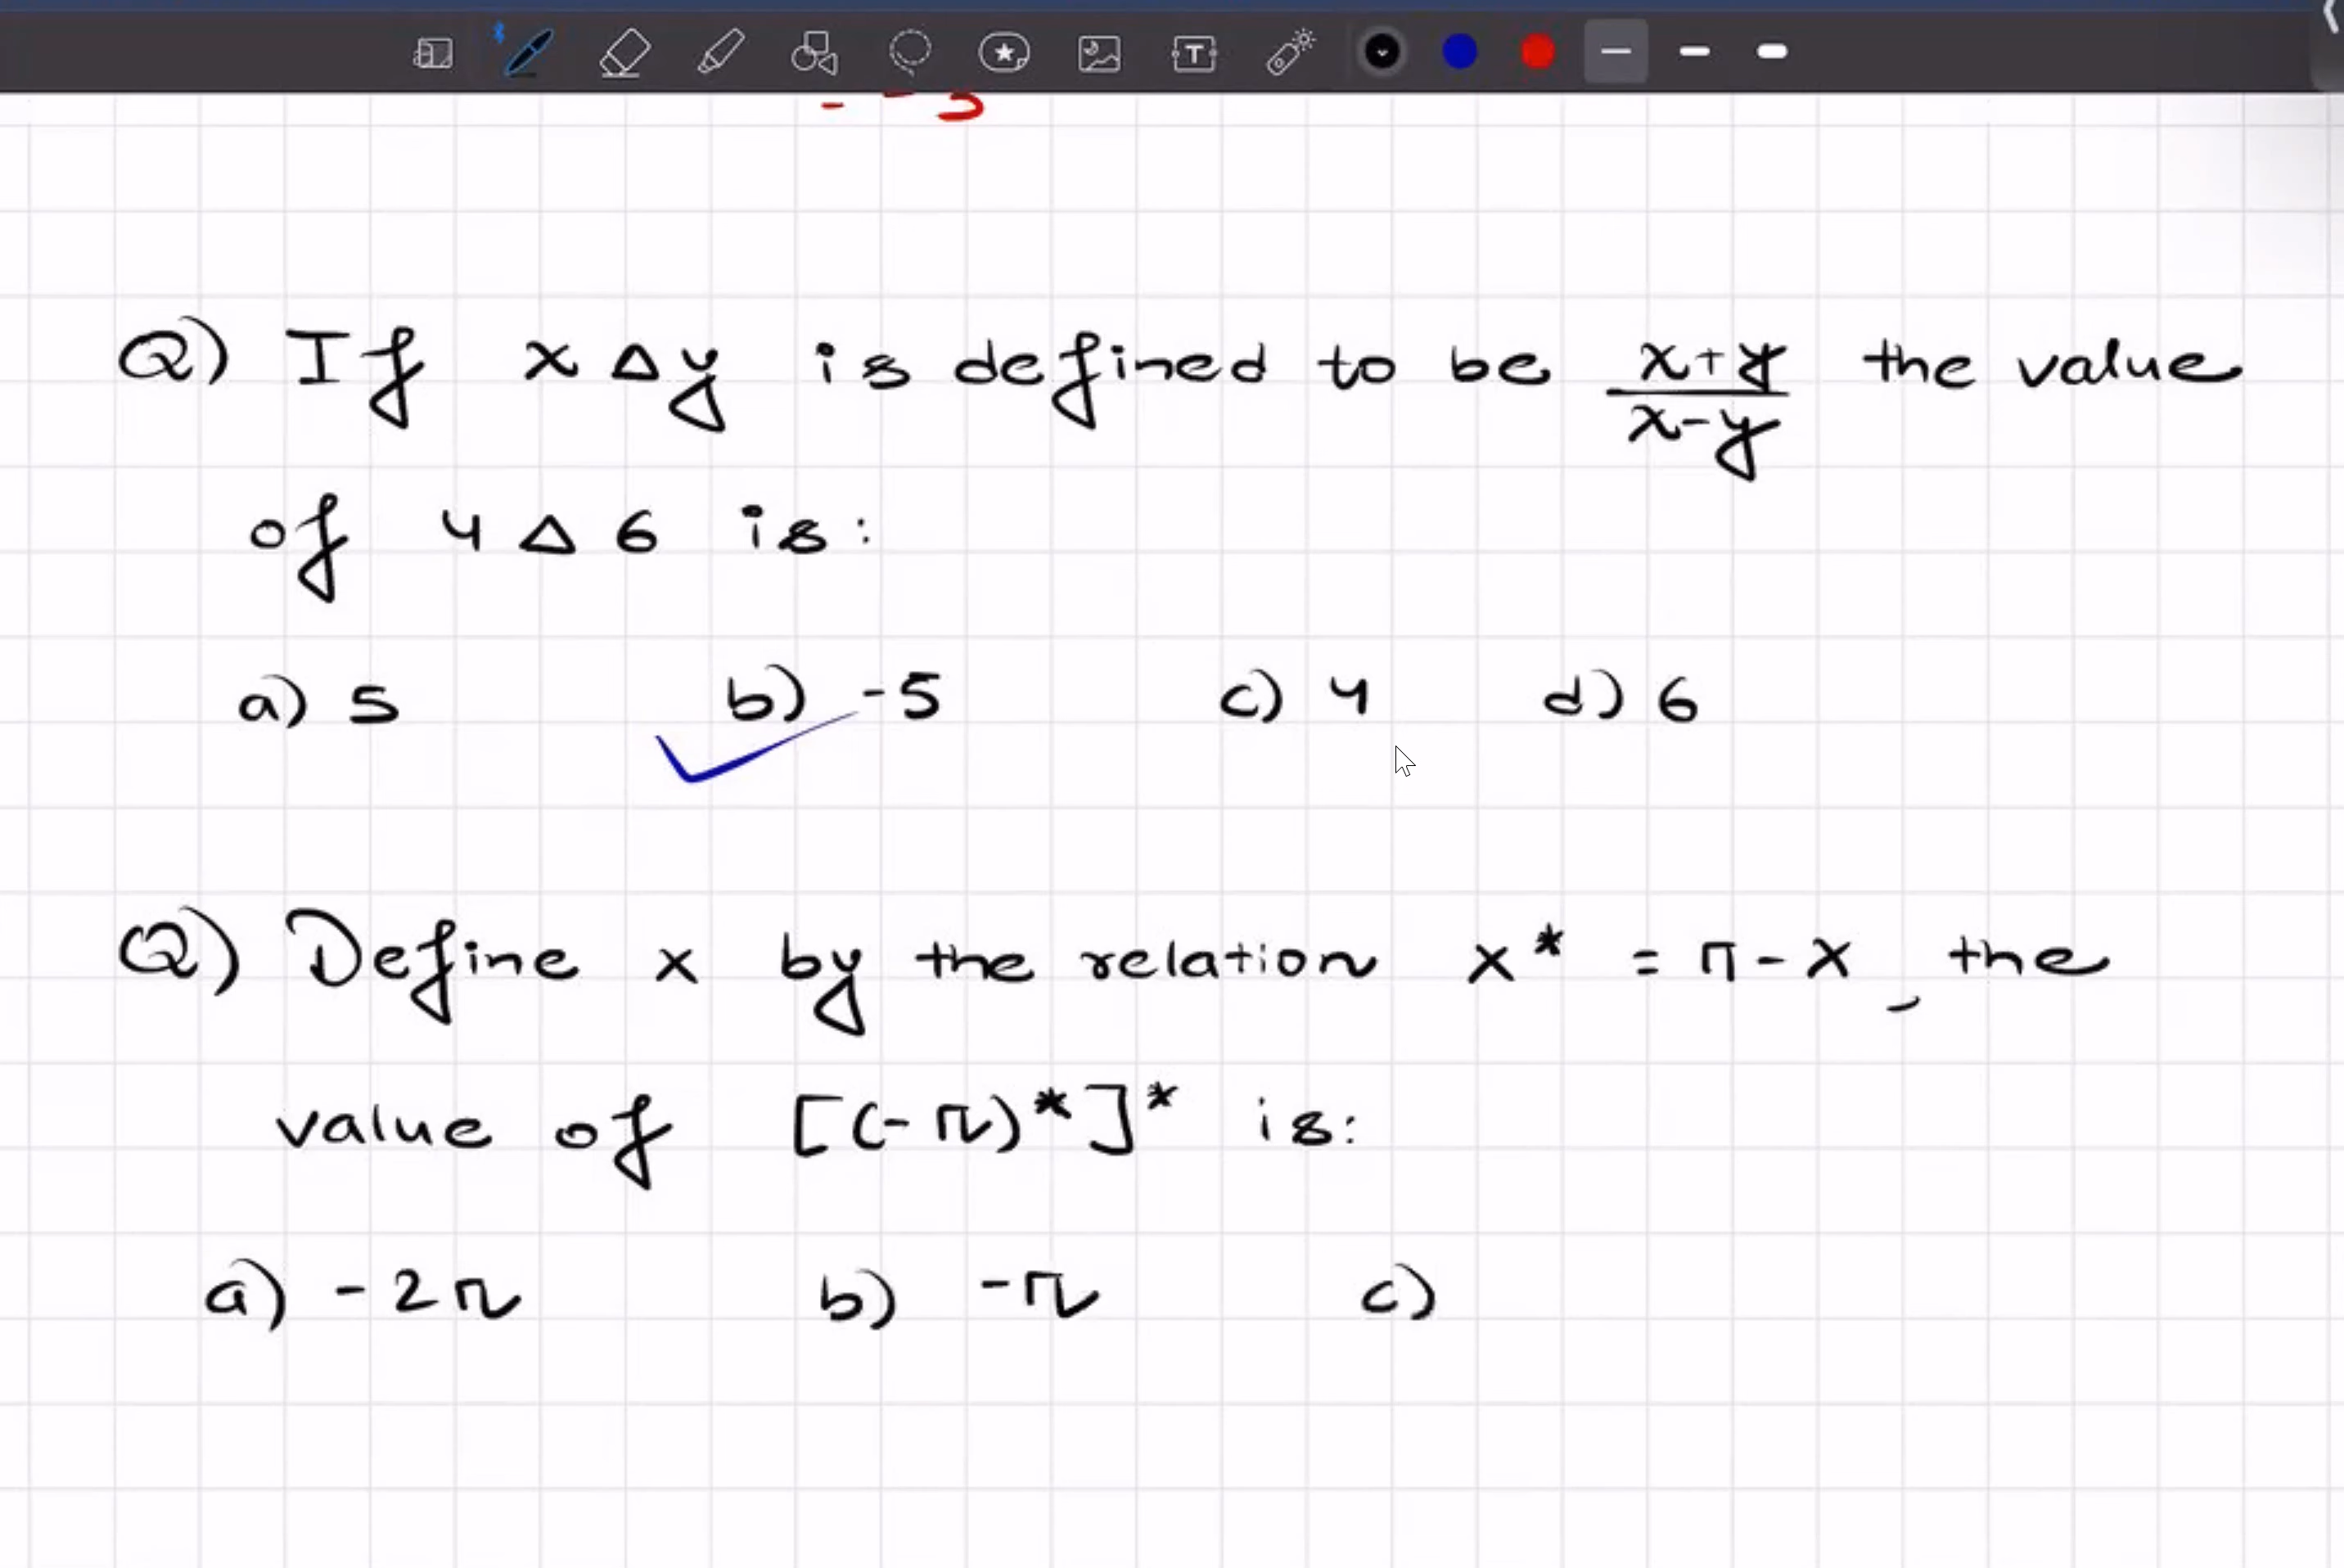 Q) If x Δ y is defined to be (x+y)/(x-y) the value
of 4 Δ 6 is:
a) 5 b) -5 c) 4 d) 6
Q) Define x by the relation x* = π - x, the
value of [(-π)*]* is:
a) -2π b) -π c)